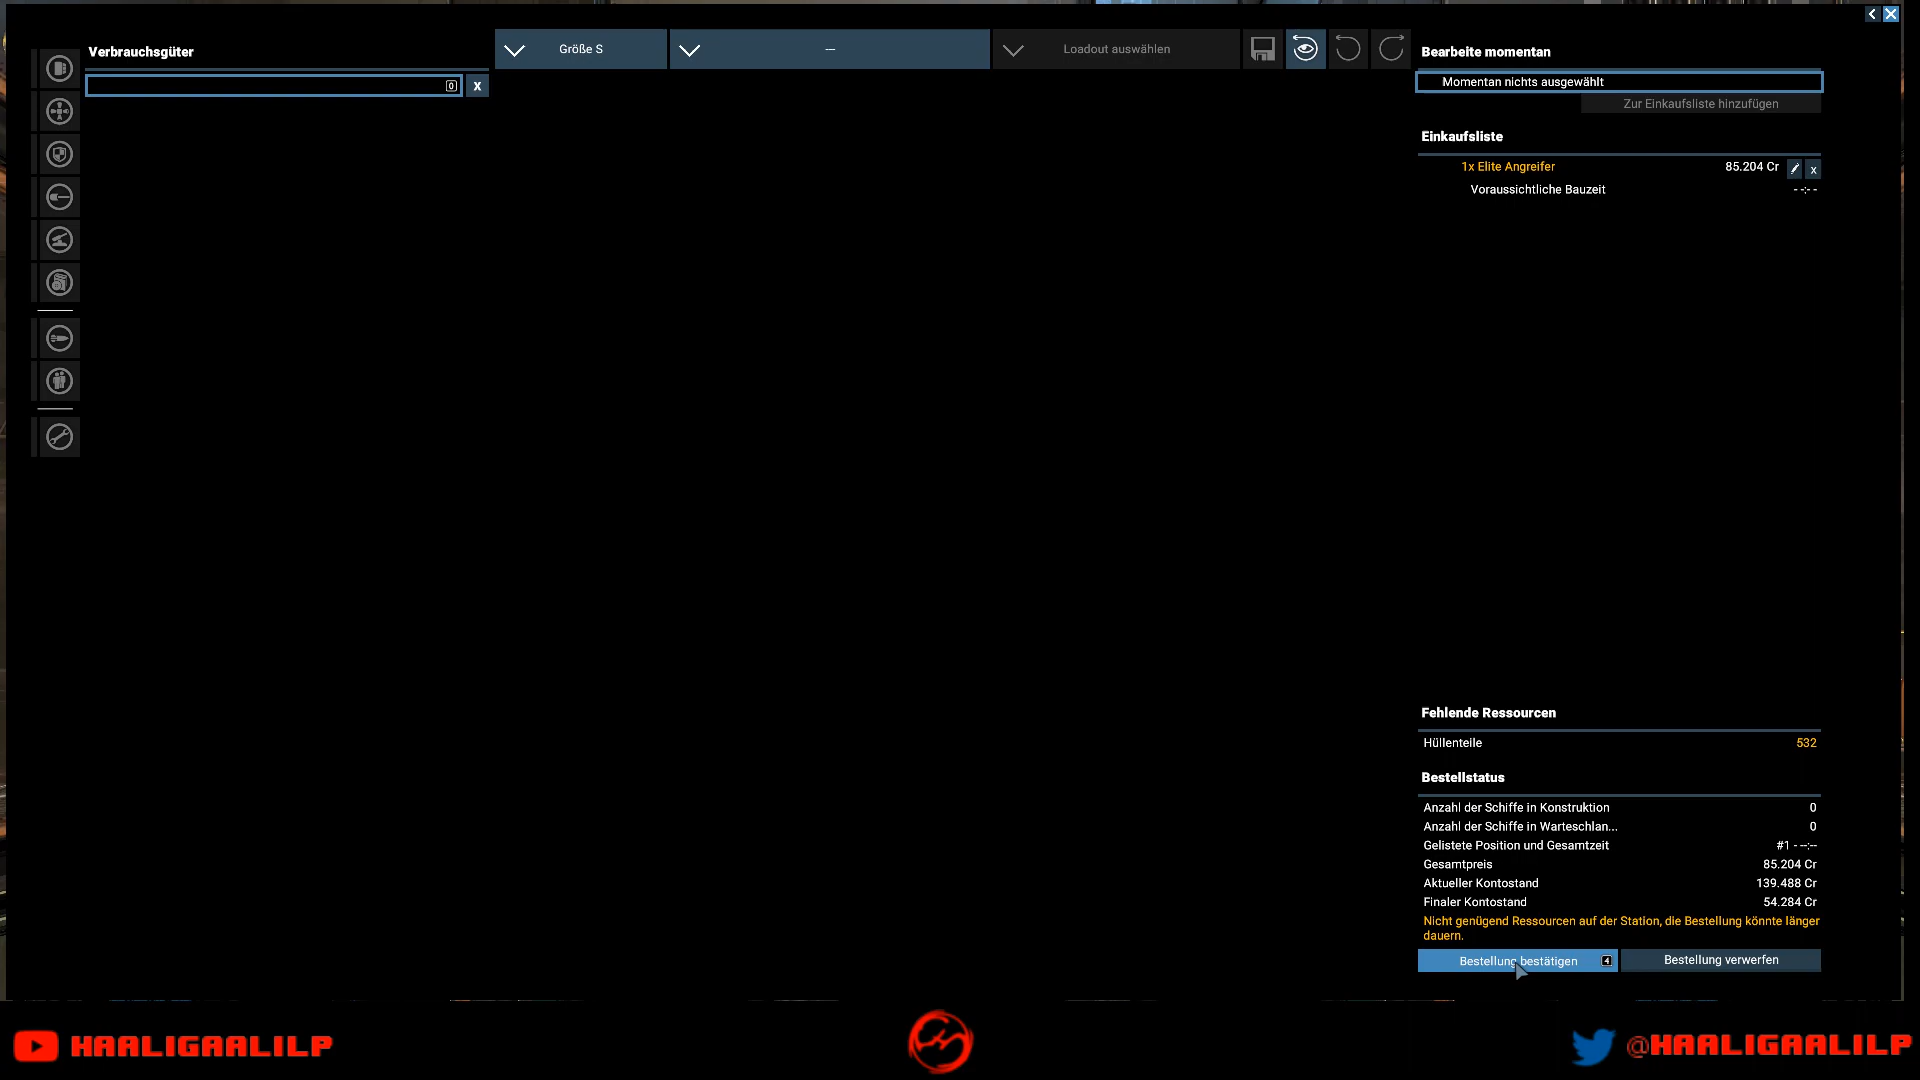 Verbrauchsgüter
0
x
Größe S
---
Loadout auswählen
Bearbeite momentan
Momentan nichts ausgewählt
Zur Einkaufsliste hinzufügen
Einkaufsliste
1x Elite Angreifer 85.204 Cr x
Voraussichtliche Bauzeit --:--
Fehlende Ressourcen
Hüllenteile 532
Bestellstatus
Anzahl der Schiffe in Konstruktion 0
Anzahl der Schiffe in Warteschlan... 0
Gelistete Position und Gesamtzeit #1 - --:--
Gesamtpreis 85.204 Cr
Aktueller Kontostand 139.488 Cr
Finaler Kontostand 54.284 Cr
Nicht genügend Ressourcen auf der Station, die Bestellung könnte länger
dauern.
Bestellung bestätigen 4
Bestellung verwerfen
HAALIGAALILP
@HAALIGAALILP